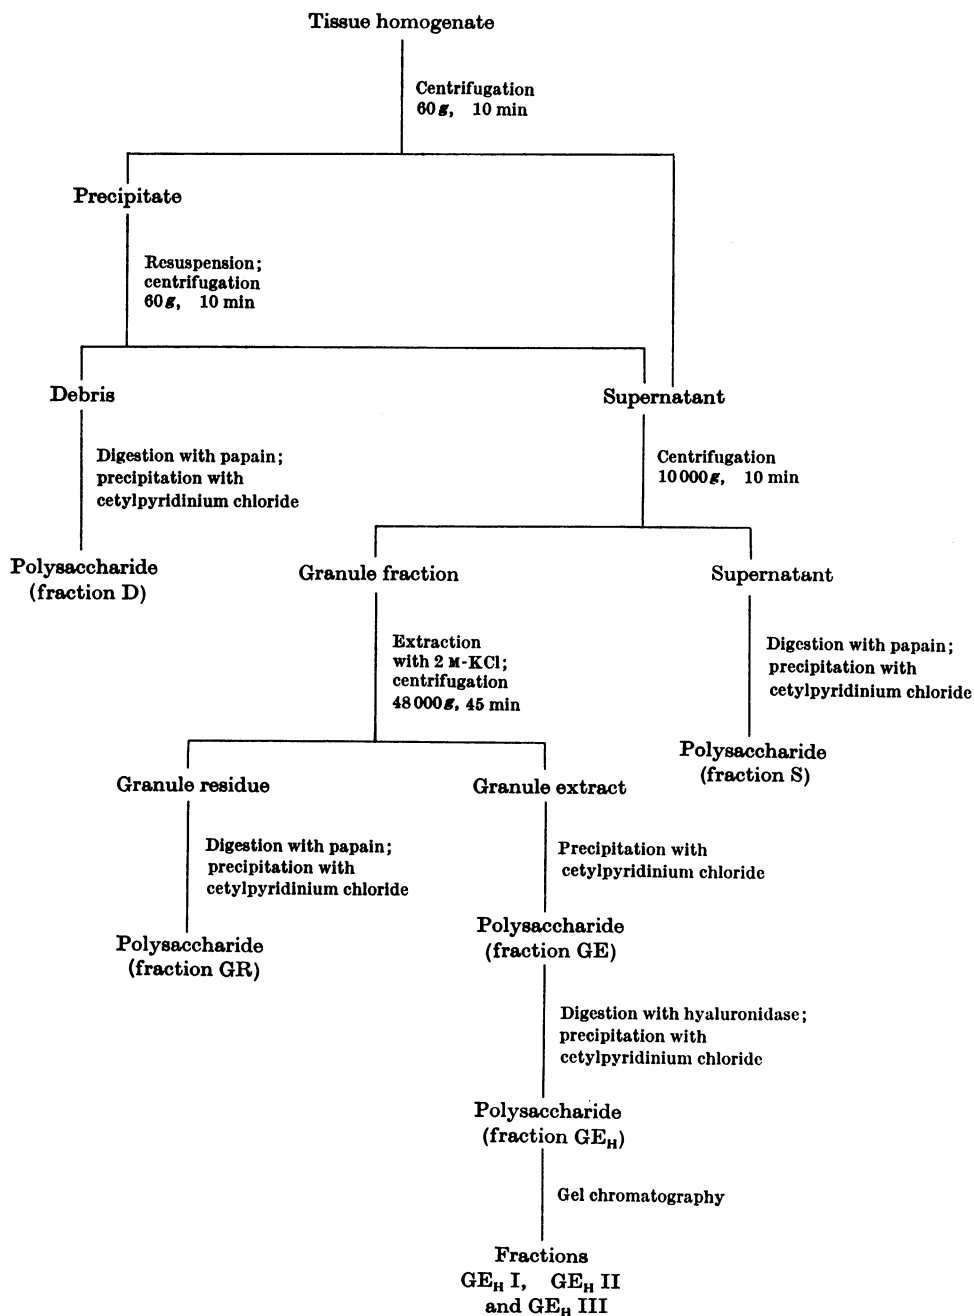 Tissue homogenate
Centrifugation
60g, 10 min
Precipitate
Resuspension;
centrifugation
60g, 10 min
Debris
Supernatant
Digestion with papain;
precipitation with
cetylpyridinium chloride
Centrifugation
10000g, 10 min
Polysaccharide
(fraction D)
Granule fraction
Supernatant
Extraction
with 2 M-KCl;
centrifugation
48000g, 45 min
Digestion with papain;
precipitation with
cetylpyridinium chloride
Polysaccharide
(fraction S)
Granule residue
Granule extract
Digestion with papain;
precipitation with
cetylpyridinium chloride
Precipitation with
cetylpyridinium chloride
Polysaccharide
(fraction GR)
Polysaccharide
(fraction GE)
Digestion with hyaluronidase;
precipitation with
cetylpyridinium chloride
Polysaccharide
(fraction GEH)
Gel chromatography
Fractions
GEH I, GEH II
and GEH III